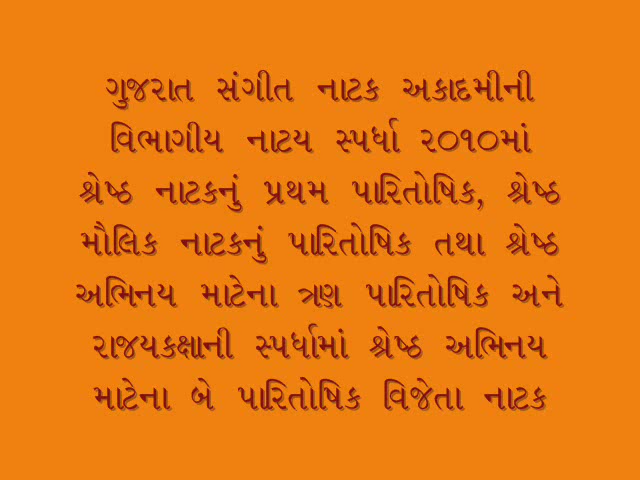 ગુજરાત સંગીત નાટક અકાદમીની
વિભાગીય નાટય સ્પર્ધા ૨૦૧૦માં
શ્રેષ્ઠ નાટકનું પ્રથમ પારિતોષિક, શ્રેષ્ઠ
મૌલિક નાટકનું પારિતોષિક તથા શ્રેષ્ઠ
અભિનય માટેના ત્રણ પારિતોષિક અને
રાજયકક્ષાની સ્પર્ધામાં શ્રેષ્ઠ અભિનય
માટેના બે પારિતોષિક વિજેતા નાટક